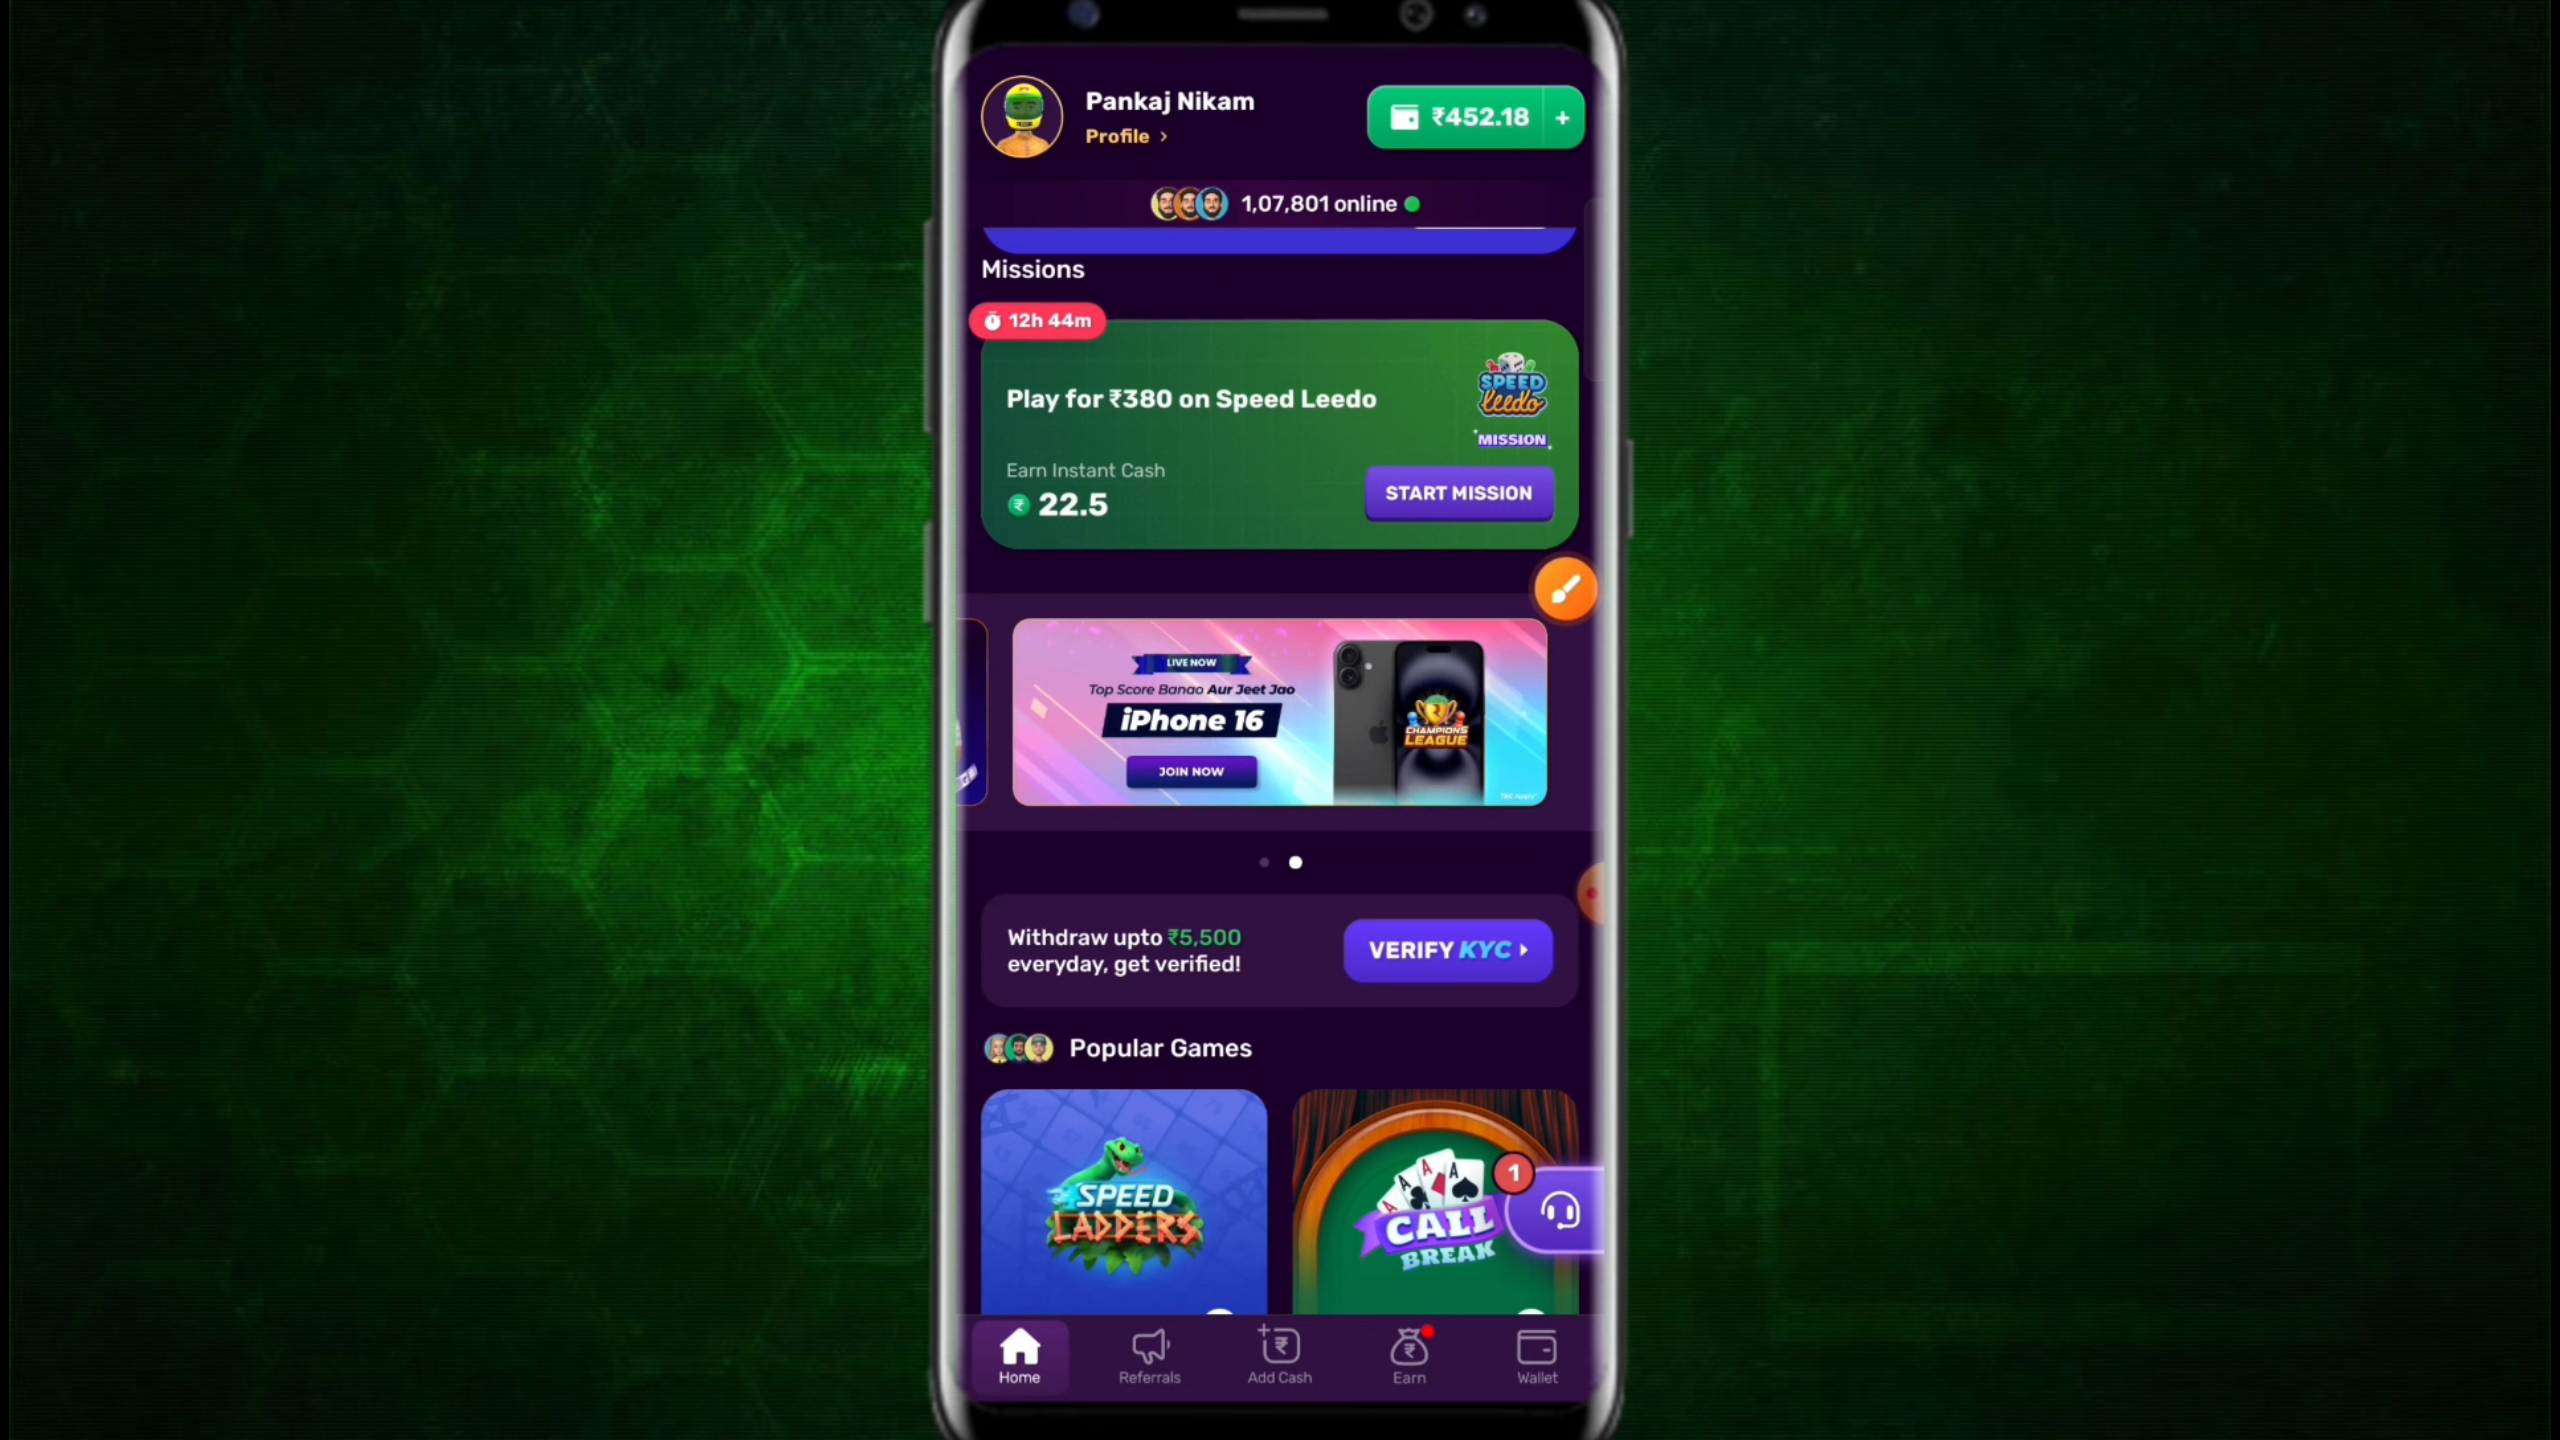 Pankaj Nikam
Profile >
₹452.18 +
1,07,801 online
Missions
12h 44m
Play for ₹380 on Speed Leedo
SPEED
Leedo
MISSION
Earn Instant Cash
₹ 22.5
START MISSION
LIVE NOW
Top Score Banao Aur Jeet Jao
iPhone 16
JOIN NOW
CHAMPIONS
LEAGUE
T&C Apply*
Withdraw upto ₹5,500
everyday, get verified!
VERIFY KYC
Popular Games
SPEED
LADDERS
A A A A
CALL
BREAK
1
Home
Referrals
Add Cash
Earn
Wallet